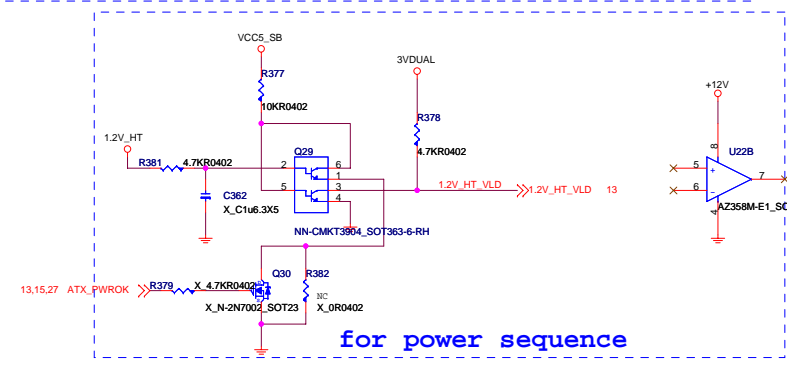 VCC5_SB
R377
10KR0402
3VDUAL
R378
4.7KR0402
+12V
1.2V_HT
R381
4.7KR0402
C362
X_C1u6.3X5
Q29
2
6
1
5
3
4
NN-CMKT3904_SOT363-6-RH
1.2V_HT_VLD
1.2V_HT_VLD 13
U22B
8
5
+
7
6
-
4
AZ358M-E1_SO
13,15,27 ATX_PWROK
R379
X_4.7KR0402
Q30
X_N-2N7002_SOT23
R382
NC
X_0R0402
for power sequence